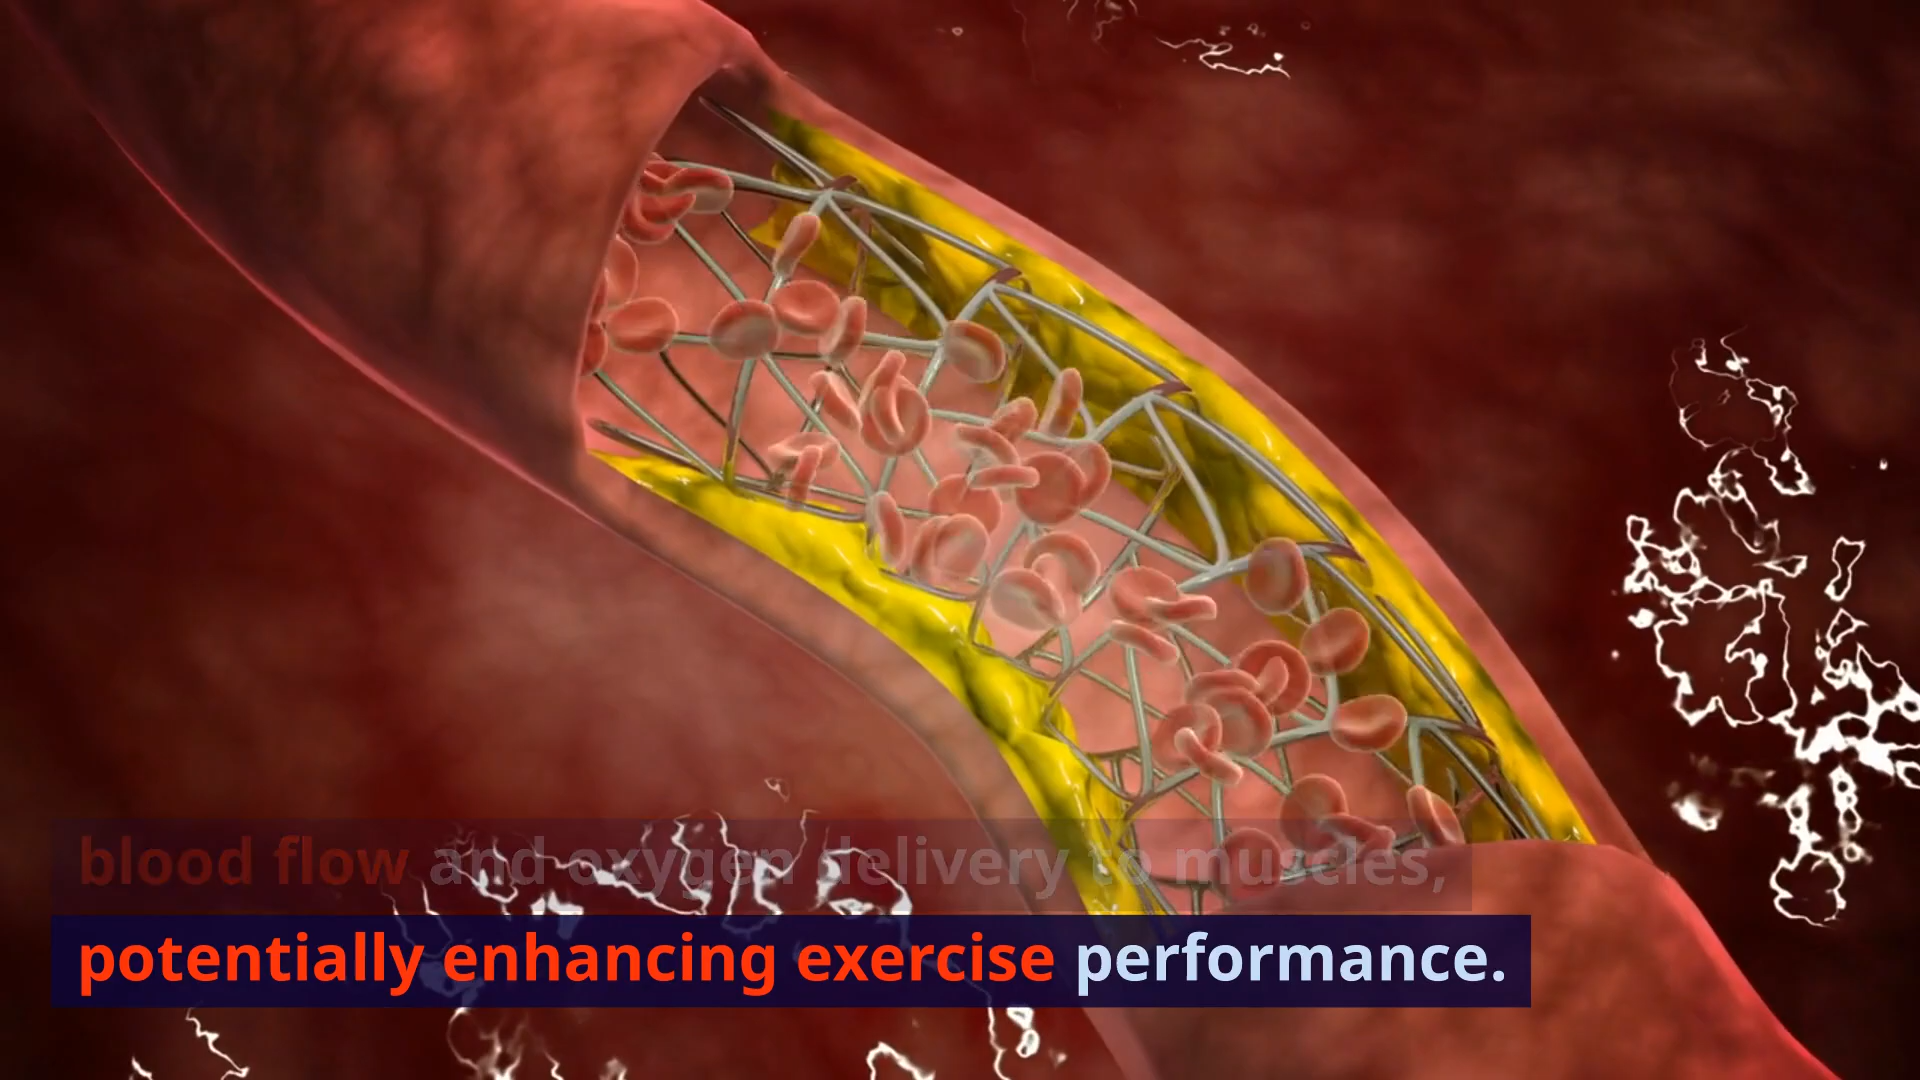 blood flow and oxygen delivery to muscles,
potentially enhancing exercise performance.